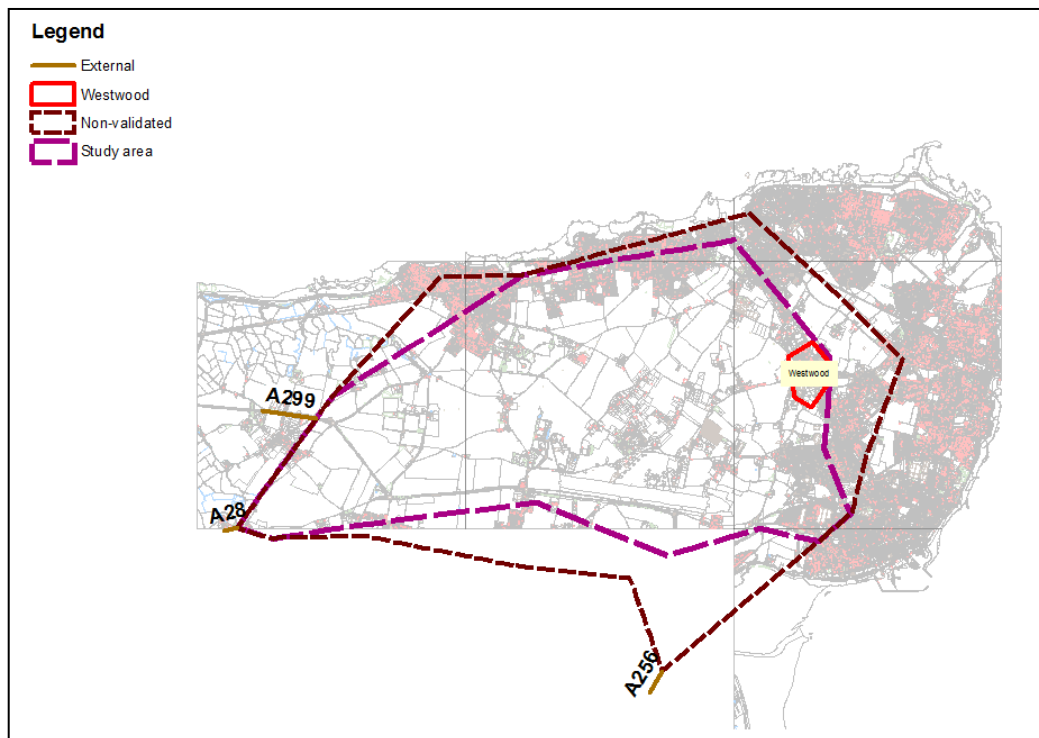 Legend
External
Westwood
Non-validated
Study area
Westwood
A299
A28
A256